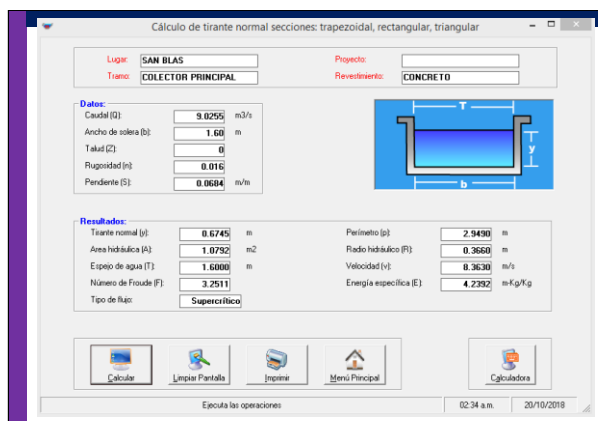 Cálculo de tirante normal secciones: trapezoidal, rectangular, triangular
Lugar: SAN BLAS Proyecto:
Tramo: COLECTOR PRINCIPAL Revestimiento: CONCRETO
Datos:
Caudal (Q): 9.0255 m3/s
Ancho de solera (b): 1.60 m
Talud (Z): 0
Rugosidad (n): 0.016
Pendiente (S): 0.0684 m/m
T
y
b
Resultados:
Tirante normal (y): 0.6745 m Perímetro (p): 2.9490 m
Area hidráulica (A): 1.0792 m2 Radio hidráulico (R): 0.3660 m
Espejo de agua (T): 1.6000 m Velocidad (v): 8.3630 m/s
Número de Froude (F): 3.2511 Energía específica (E): 4.2392 m-Kg/Kg
Tipo de flujo: Supercrítico
Calcular Limpiar Pantalla Imprimir Menú Principal Calculadora
Ejecuta las operaciones 02:34 a.m. 20/10/2018